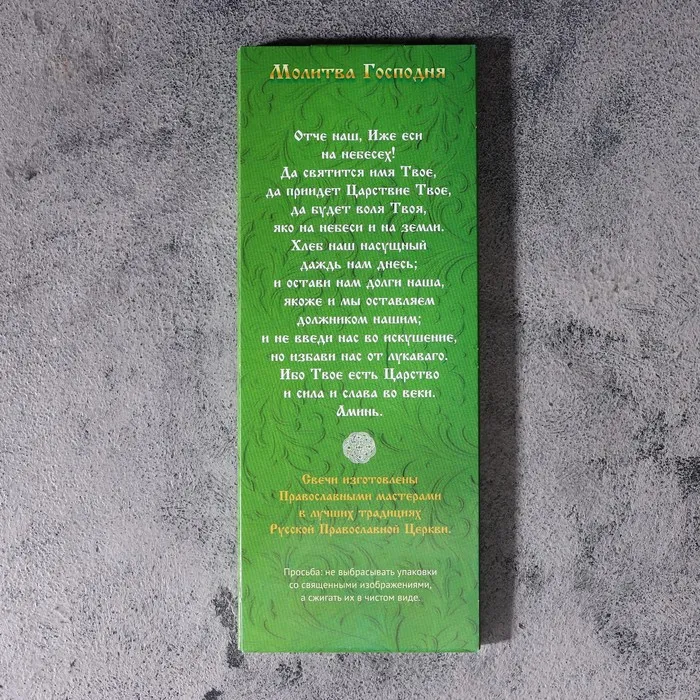 Молитва Господня
Отче наш, Иже еси
на небесех!
Да святится имя Твое,
да приидет Царствие Твое,
да будет воля Твоя,
яко на небеси и на земли.
Хлеб наш насущный
даждь нам днесь;
и остави нам долги наша,
якоже и мы оставляем
должником нашим;
и не введи нас во искушение,
но избави нас от лукаваго.
Ибо Твое есть Царство
и сила и слава во веки.
Аминь.
Свечи изготовлены
Православными мастерами
в лучших традициях
Русской Православной Церкви.
Просьба: не выбрасывать упаковки
со священными изображениями,
а сжигать их в чистом виде.